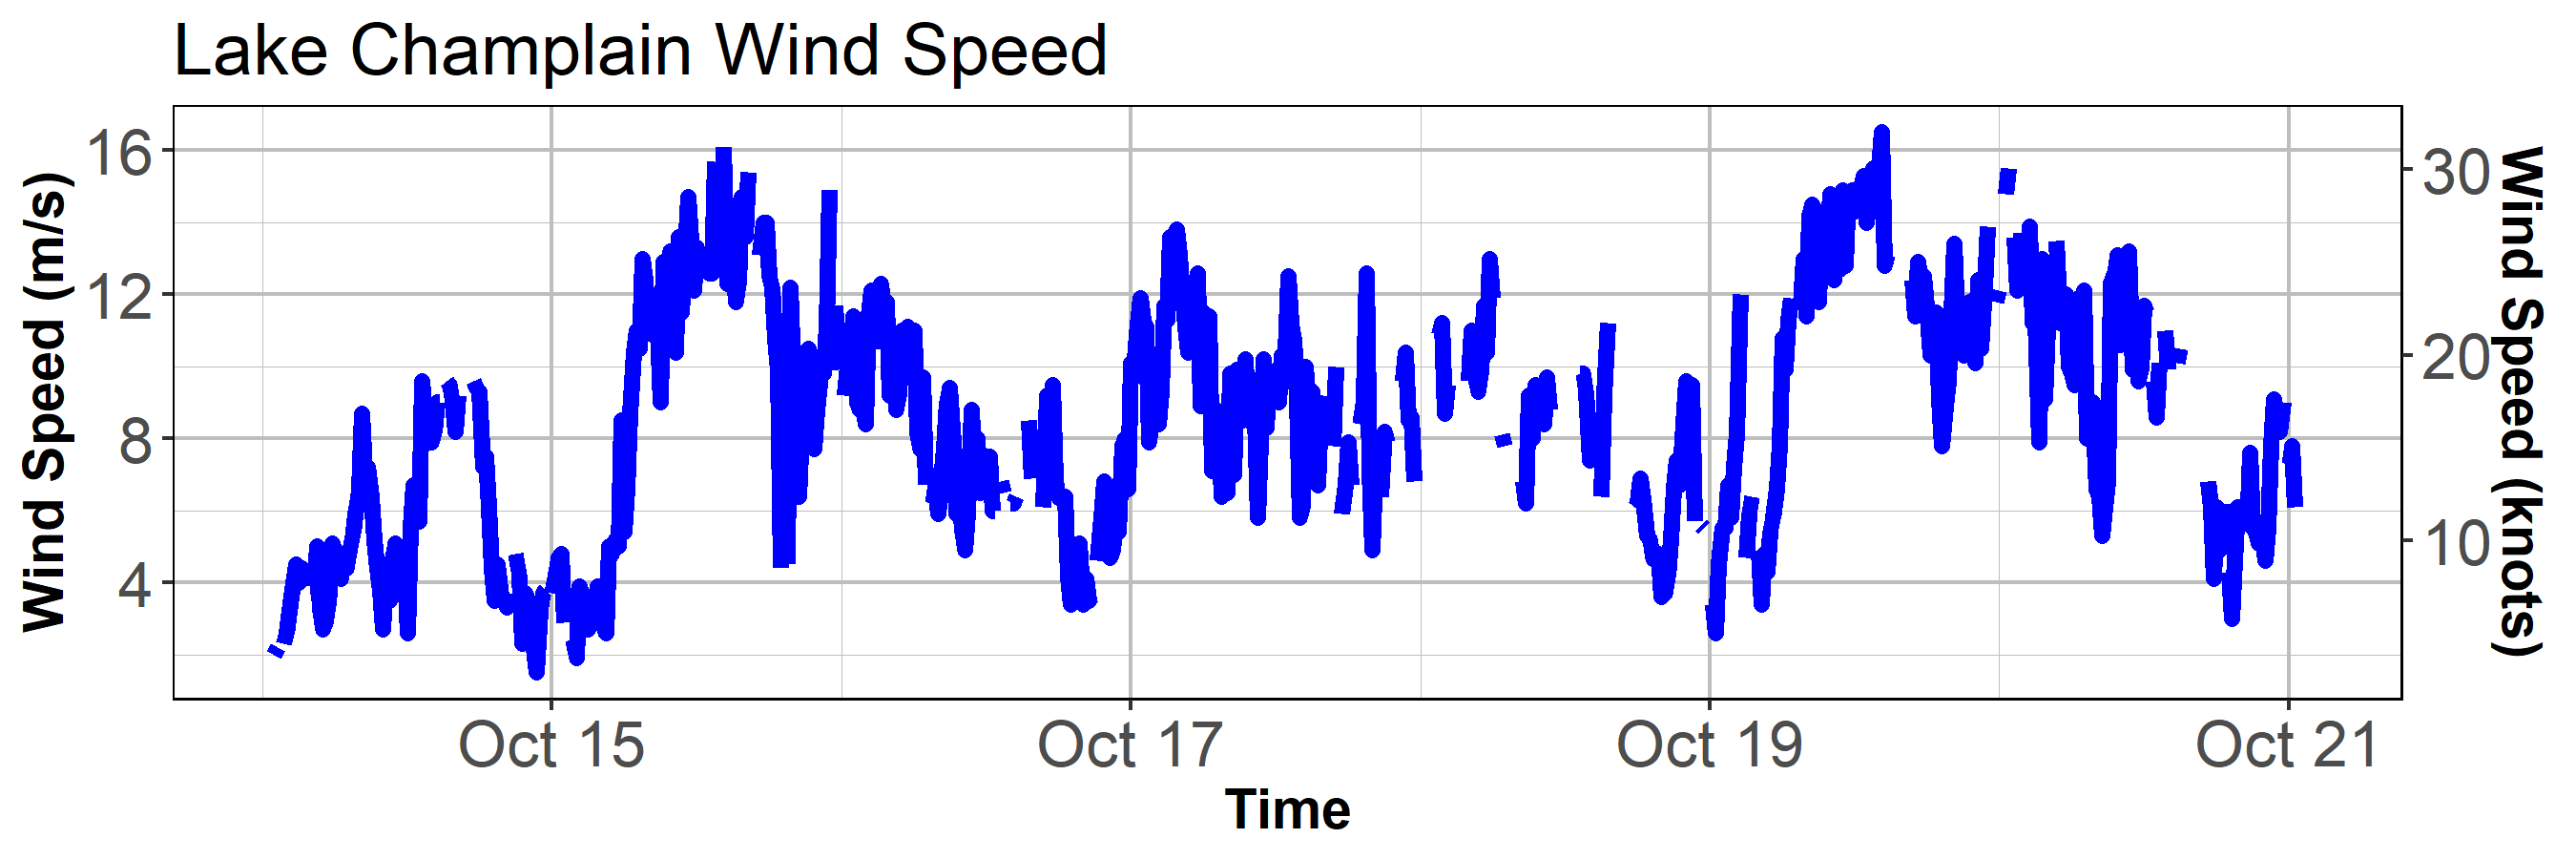 Lake Champlain Wind Speed
Wind Speed (m/s)
16
12
8
4
30
20
10
Wind Speed (knots)
Oct 15
Oct 17
Oct 19
Oct 21
Time